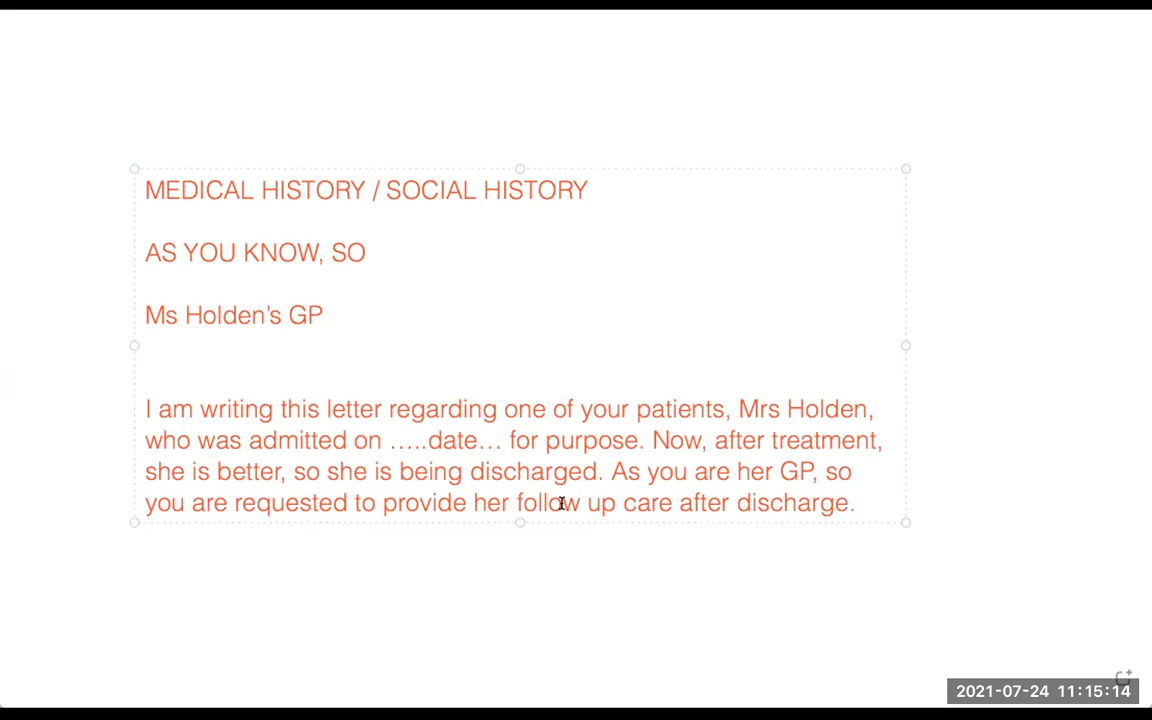 MEDICAL HISTORY / SOCIAL HISTORY
AS YOU KNOW, SO
Ms Holden’s GP
I am writing this letter regarding one of your patients, Mrs Holden,
who was admitted on …..date… for purpose. Now, after treatment,
she is better, so she is being discharged. As you are her GP, so
you are requested to provide her follow up care after discharge.
2021-07-24 11:15:14